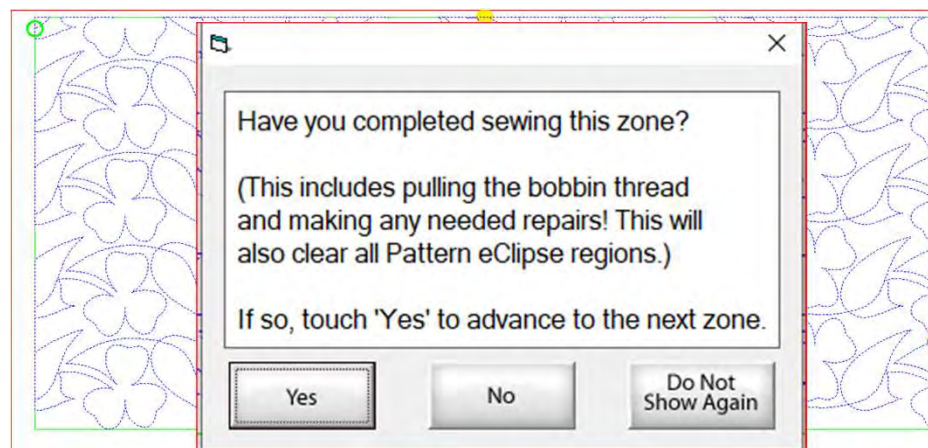 Have you completed sewing this zone?
(This includes pulling the bobbin thread
and making any needed repairs! This will
also clear all Pattern eClipse regions.)
If so, touch 'Yes' to advance to the next zone.
Yes
No
Do Not
Show Again